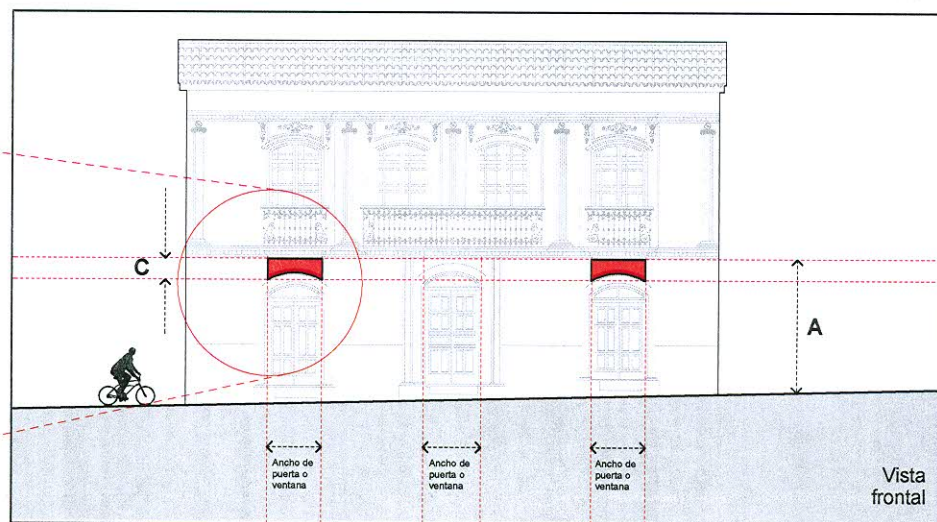 C
A
Ancho de
puerta o
ventana
Ancho de
puerta o
ventana
Ancho de
puerta o
ventana
Vista
frontal